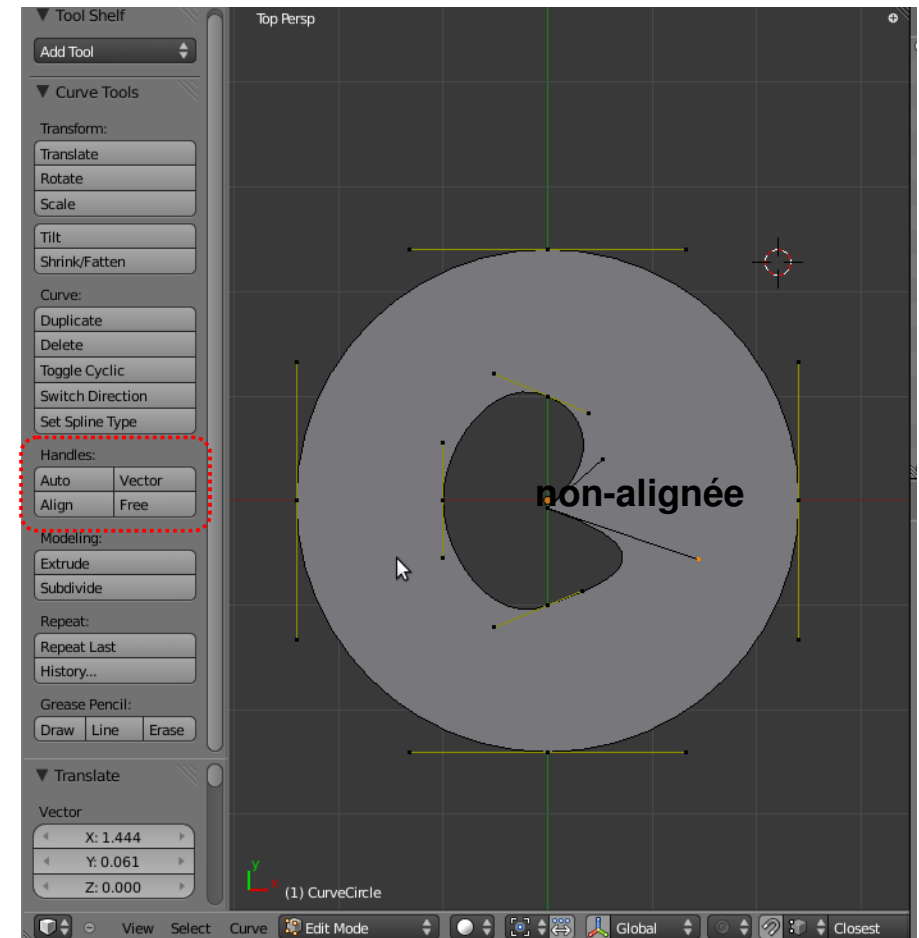 Tool Shelf
Add Tool
Curve Tools
Transform:
Translate
Rotate
Scale
Tilt
Shrink/Fatten
Curve:
Duplicate
Delete
Toggle Cyclic
Switch Direction
Set Spline Type
Handles:
Auto Vector
Align Free
Modeling:
Extrude
Subdivide
Repeat:
Repeat Last
History...
Grease Pencil:
Draw Line Erase
Translate
Vector
X: 1.444
Y: 0.061
Z: 0.000
Top Persp
non-alignée
y
x
(1) CurveCircle
View Select Curve Edit Mode Global Closest